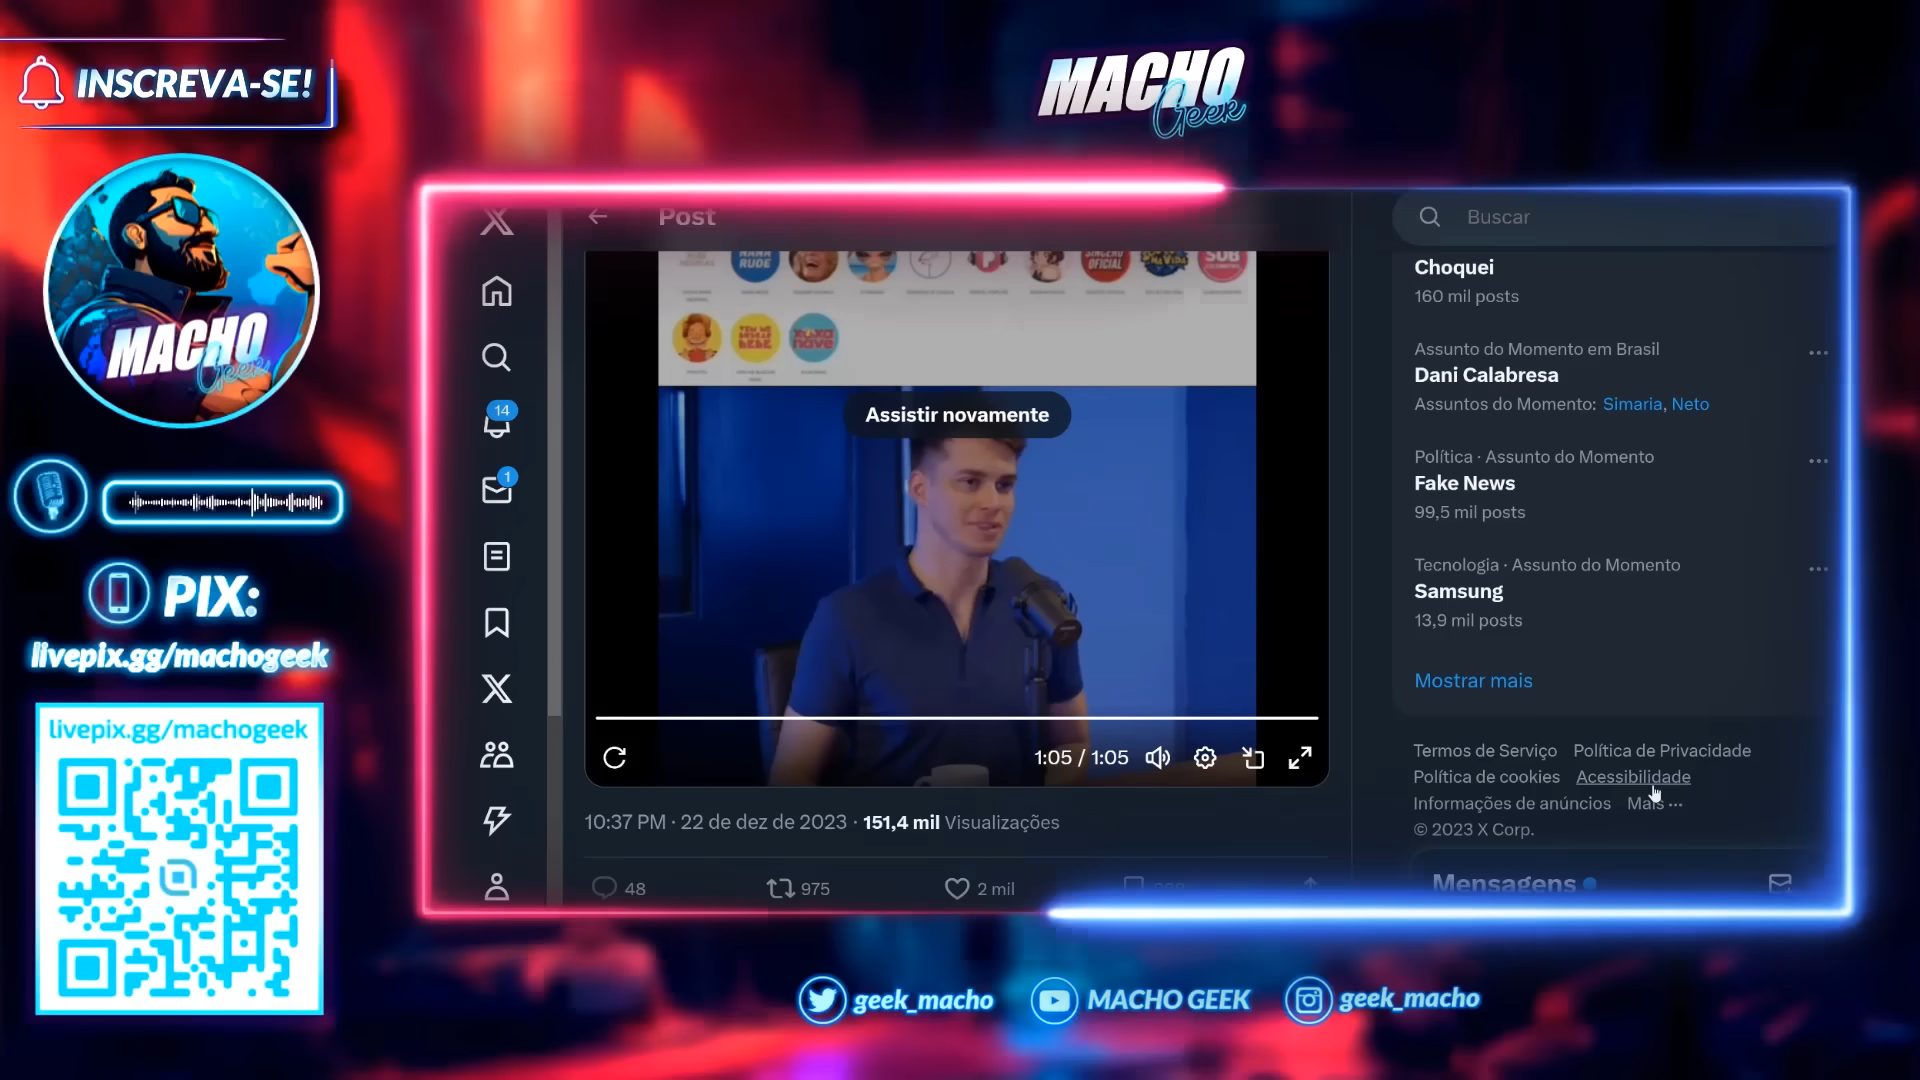 INSCREVA-SE!
MACHO
Geek
MACHO
Geek
PIX:
livepix.gg/machogeek
livepix.gg/machogeek
Post
NANA
RUDE
OFICIAL
SUB
Assistir novamente
1:05 / 1:05
10:37 PM · 22 de dez de 2023 · 151,4 mil Visualizações
48
975
2 mil
14
1
Buscar
Choquei
160 mil posts
Assunto do Momento em Brasil
Dani Calabresa
Assuntos do Momento: Simaria, Neto
Política · Assunto do Momento
Fake News
99,5 mil posts
Tecnologia · Assunto do Momento
Samsung
13,9 mil posts
Mostrar mais
Termos de Serviço Política de Privacidade
Política de cookies Acessibilidade
Informações de anúncios Mais ...
© 2023 X Corp.
Mensagens
geek_macho
MACHO GEEK
geek_macho